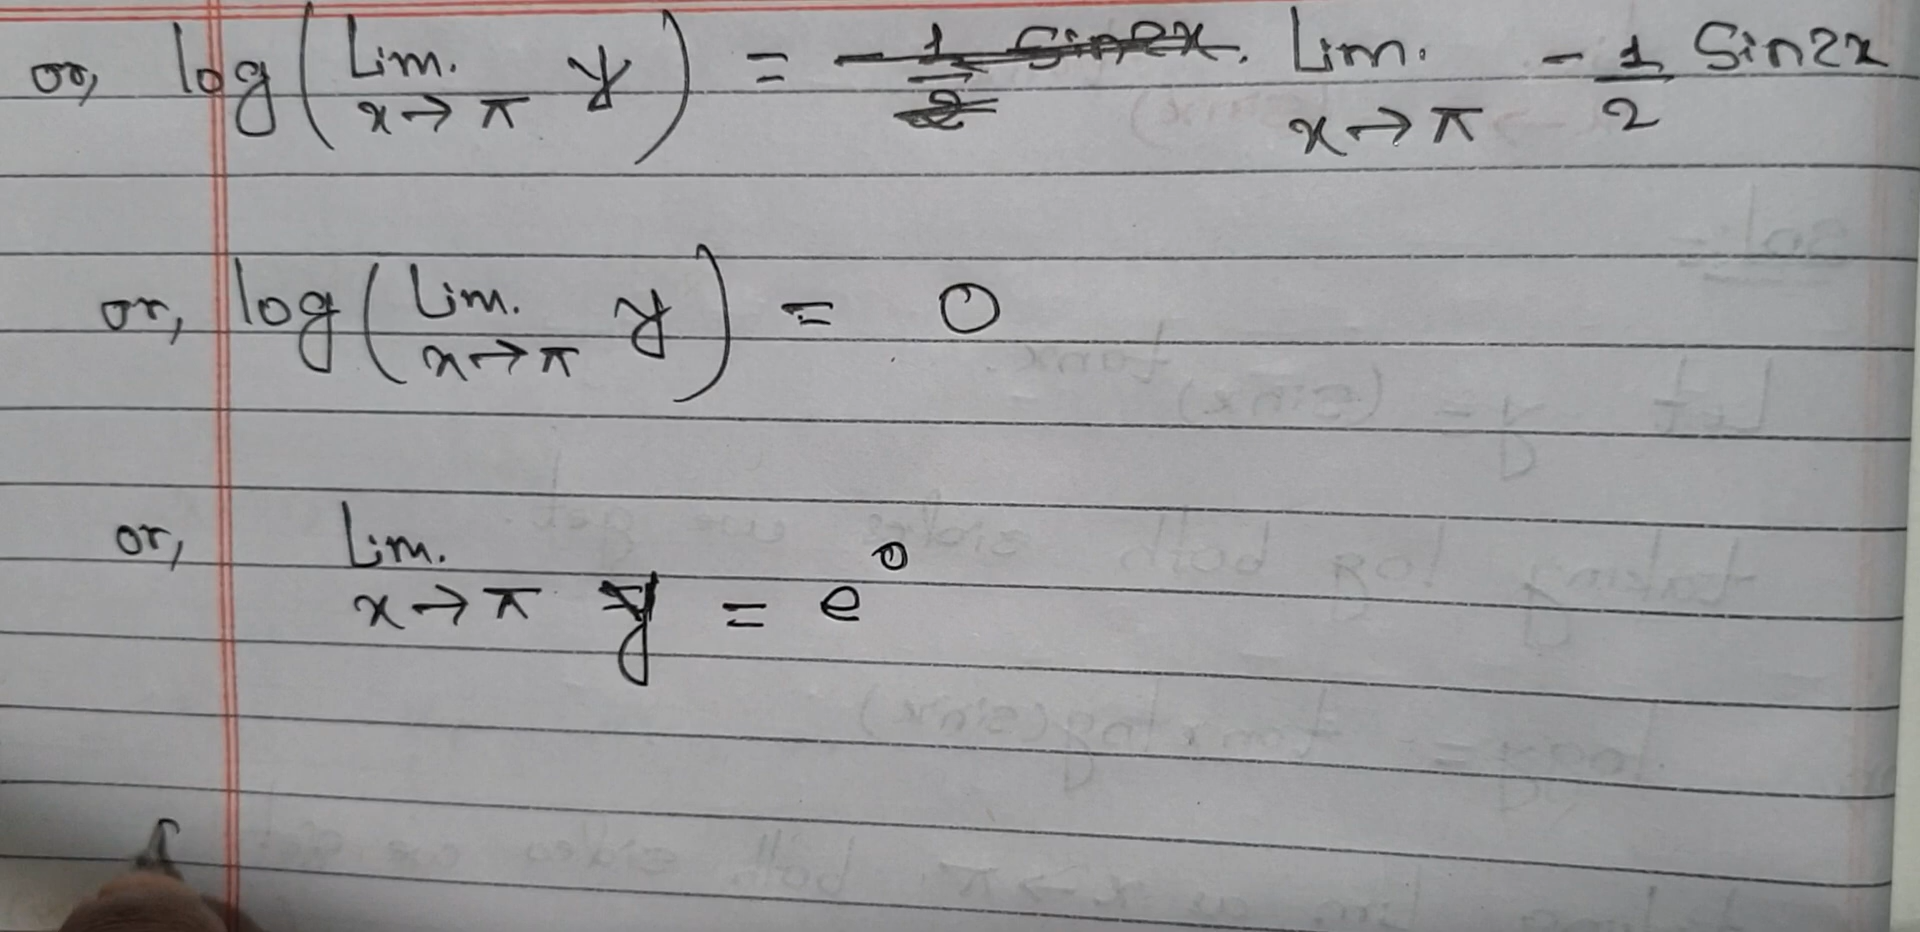 or, log(Lim. x→π y) = Lim. x→π -1/2 Sin2x
or, log(Lim. x→π y) = 0
or, Lim. x→π y = e^0